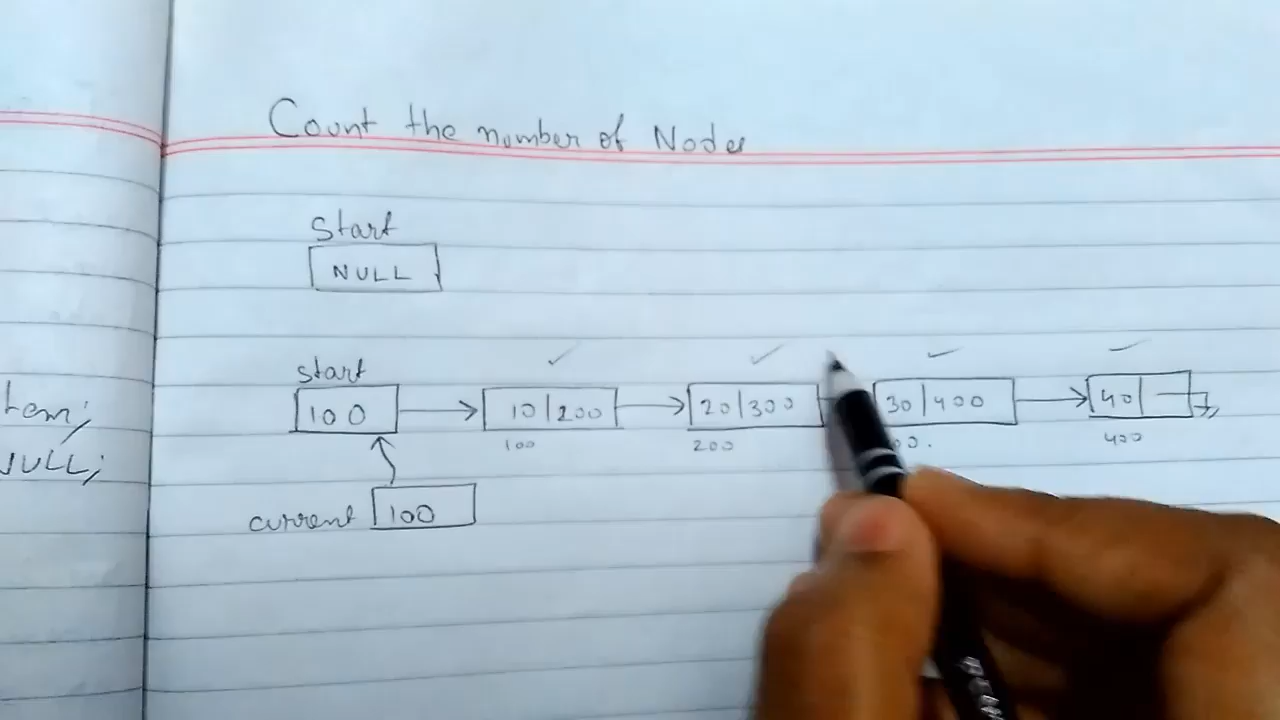 Count the number of Nodes
Start
NULL
start
100 10 200 20 300 30 400 40
100 200 400
current 100
NULL;